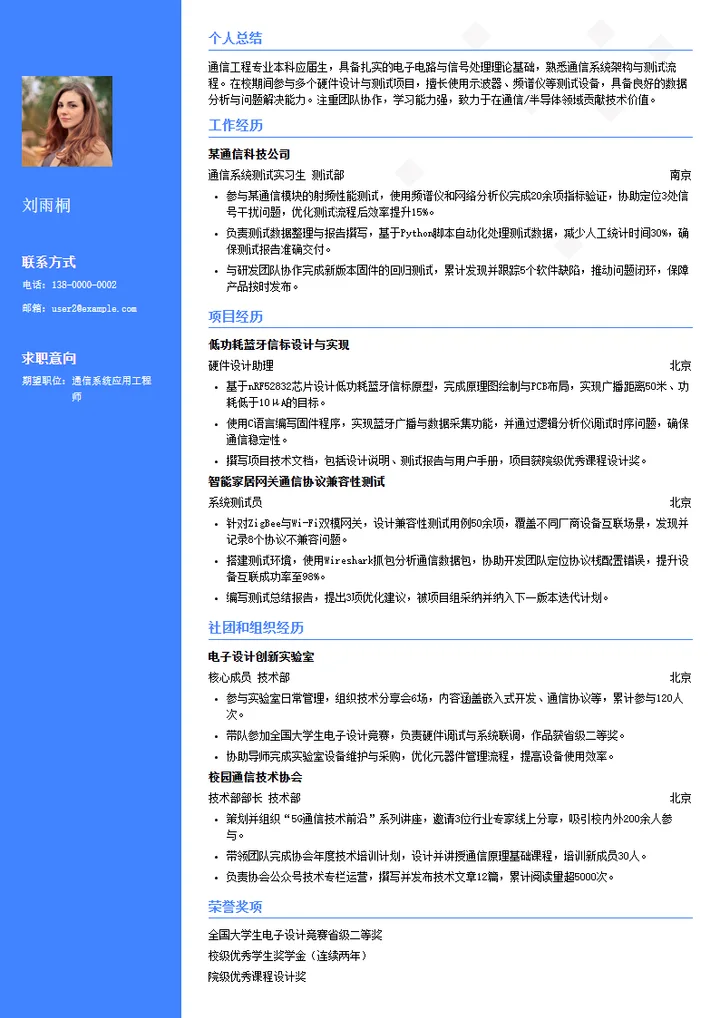 刘雨桐
联系方式
电话：138-0000-0002
邮箱：user2@example.com
求职意向
期望职位：通信系统应用工程
师
个人总结
通信工程专业本科应届生，具备扎实的电子电路与信号处理理论基础，熟悉通信系统架构与测试流
程。在校期间参与多个硬件设计与测试项目，擅长使用示波器、频谱仪等测试设备，具备良好的数据
分析与问题解决能力。注重团队协作，学习能力强，致力于在通信/半导体领域贡献技术价值。
工作经历
某通信科技公司
通信系统测试实习生 测试部 南京
• 参与某通信模块的射频性能测试，使用频谱仪和网络分析仪完成20余项指标验证，协助定位3处信
号干扰问题，优化测试流程后效率提升15%。
• 负责测试数据整理与报告撰写，基于Python脚本自动化处理测试数据，减少人工统计时间30%，确
保测试报告准确交付。
• 与研发团队协作完成新版本固件的回归测试，累计发现并跟踪5个软件缺陷，推动问题闭环，保障
产品按时发布。
项目经历
低功耗蓝牙信标设计与实现
硬件设计助理 北京
• 基于nRF52832芯片设计低功耗蓝牙信标原型，完成原理图绘制与PCB布局，实现广播距离50米、功
耗低于10μA的目标。
• 使用C语言编写固件程序，实现蓝牙广播与数据采集功能，并通过逻辑分析仪调试时序问题，确保
通信稳定性。
• 撰写项目技术文档，包括设计说明、测试报告与用户手册，项目获院级优秀课程设计奖。
智能家居网关通信协议兼容性测试
系统测试员 北京
• 针对ZigBee与Wi-Fi双模网关，设计兼容性测试用例50余项，覆盖不同厂商设备互联场景，发现并
记录8个协议不兼容问题。
• 搭建测试环境，使用Wireshark抓包分析通信数据包，协助开发团队定位协议栈配置错误，提升设
备互联成功率至98%。
• 编写测试总结报告，提出3项优化建议，被项目组采纳并纳入下一版本迭代计划。
社团和组织经历
电子设计创新实验室
核心成员 技术部 北京
• 参与实验室日常管理，组织技术分享会6场，内容涵盖嵌入式开发、通信协议等，累计参与120人
次。
• 带队参加全国大学生电子设计竞赛，负责硬件调试与系统联调，作品获省级二等奖。
• 协助导师完成实验室设备维护与采购，优化元器件管理流程，提高设备使用效率。
校园通信技术协会
技术部部长 技术部 北京
• 策划并组织“5G通信技术前沿”系列讲座，邀请3位行业专家线上分享，吸引校内外200余人参
与。
• 带领团队完成协会年度技术培训计划，设计并讲授通信原理基础课程，培训新成员30人。
• 负责协会公众号技术专栏运营，撰写并发布技术文章12篇，累计阅读量超5000次。
荣誉奖项
全国大学生电子设计竞赛省级二等奖
校级优秀学生奖学金（连续两年）
院级优秀课程设计奖